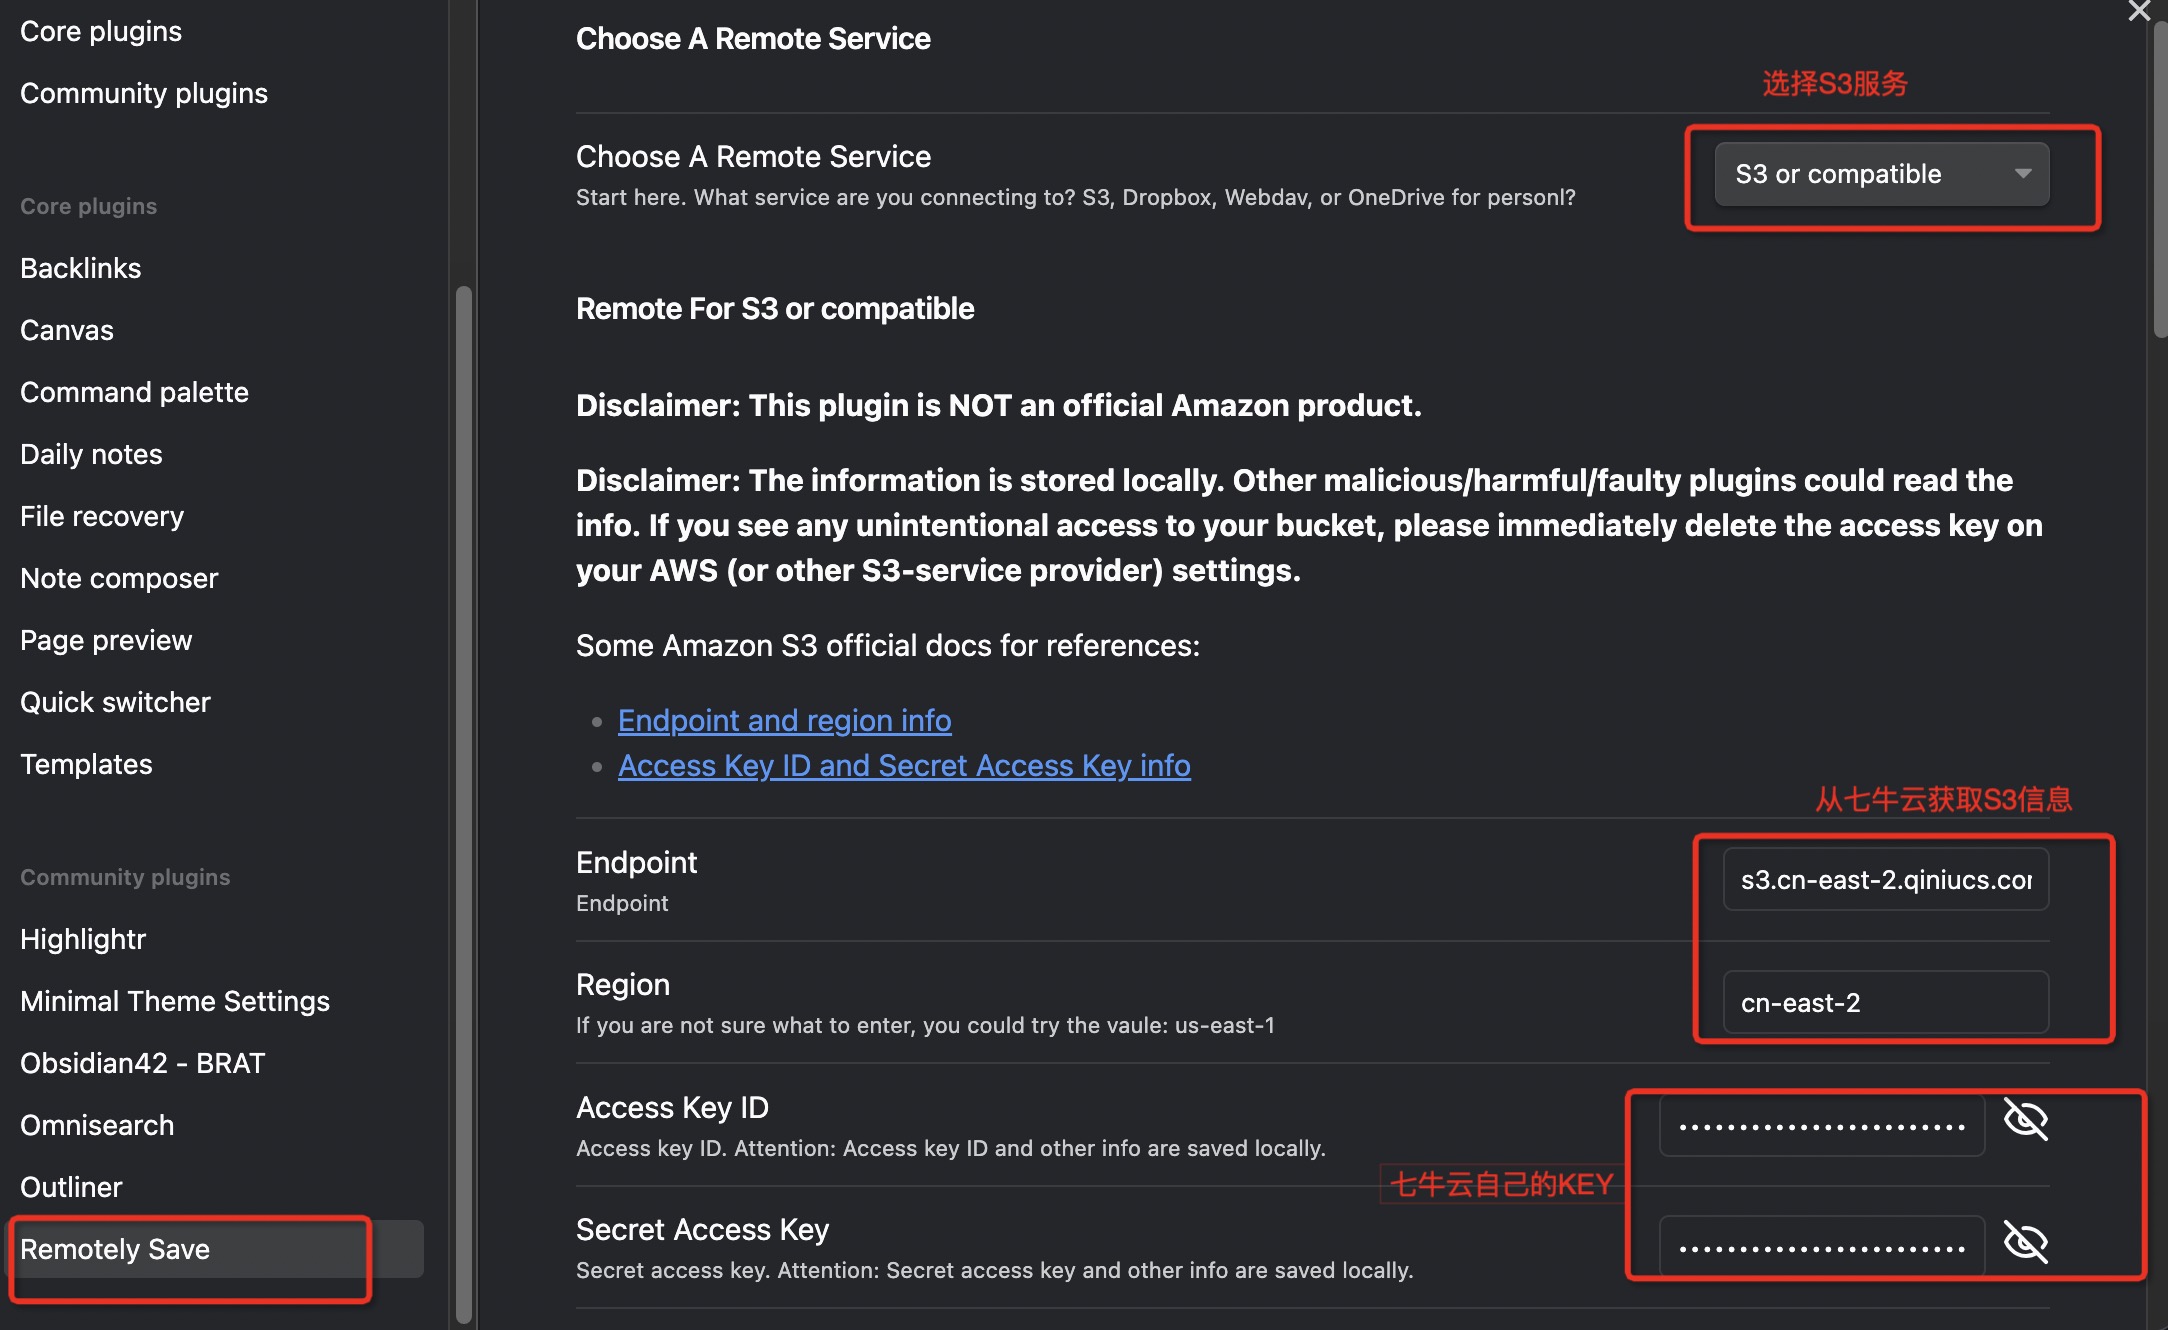 Core plugins
Community plugins
Core plugins
Backlinks
Canvas
Command palette
Daily notes
File recovery
Note composer
Page preview
Quick switcher
Templates
Community plugins
Highlightr
Minimal Theme Settings
Obsidian42 - BRAT
Omnisearch
Outliner
Remotely Save
Choose A Remote Service
选择S3服务
Choose A Remote Service
Start here. What service are you connecting to? S3, Dropbox, Webdav, or OneDrive for personl?
S3 or compatible
Remote For S3 or compatible
Disclaimer: This plugin is NOT an official Amazon product.
Disclaimer: The information is stored locally. Other malicious/harmful/faulty plugins could read the
info. If you see any unintentional access to your bucket, please immediately delete the access key on
your AWS (or other S3-service provider) settings.
Some Amazon S3 official docs for references:
Endpoint and region info
Access Key ID and Secret Access Key info
从七牛云获取S3信息
Endpoint
Endpoint
s3.cn-east-2.qiniucs.cor
Region
If you are not sure what to enter, you could try the vaule: us-east-1
cn-east-2
Access Key ID
Access key ID. Attention: Access key ID and other info are saved locally.
七牛云自己的KEY
Secret Access Key
Secret access key. Attention: Secret access key and other info are saved locally.